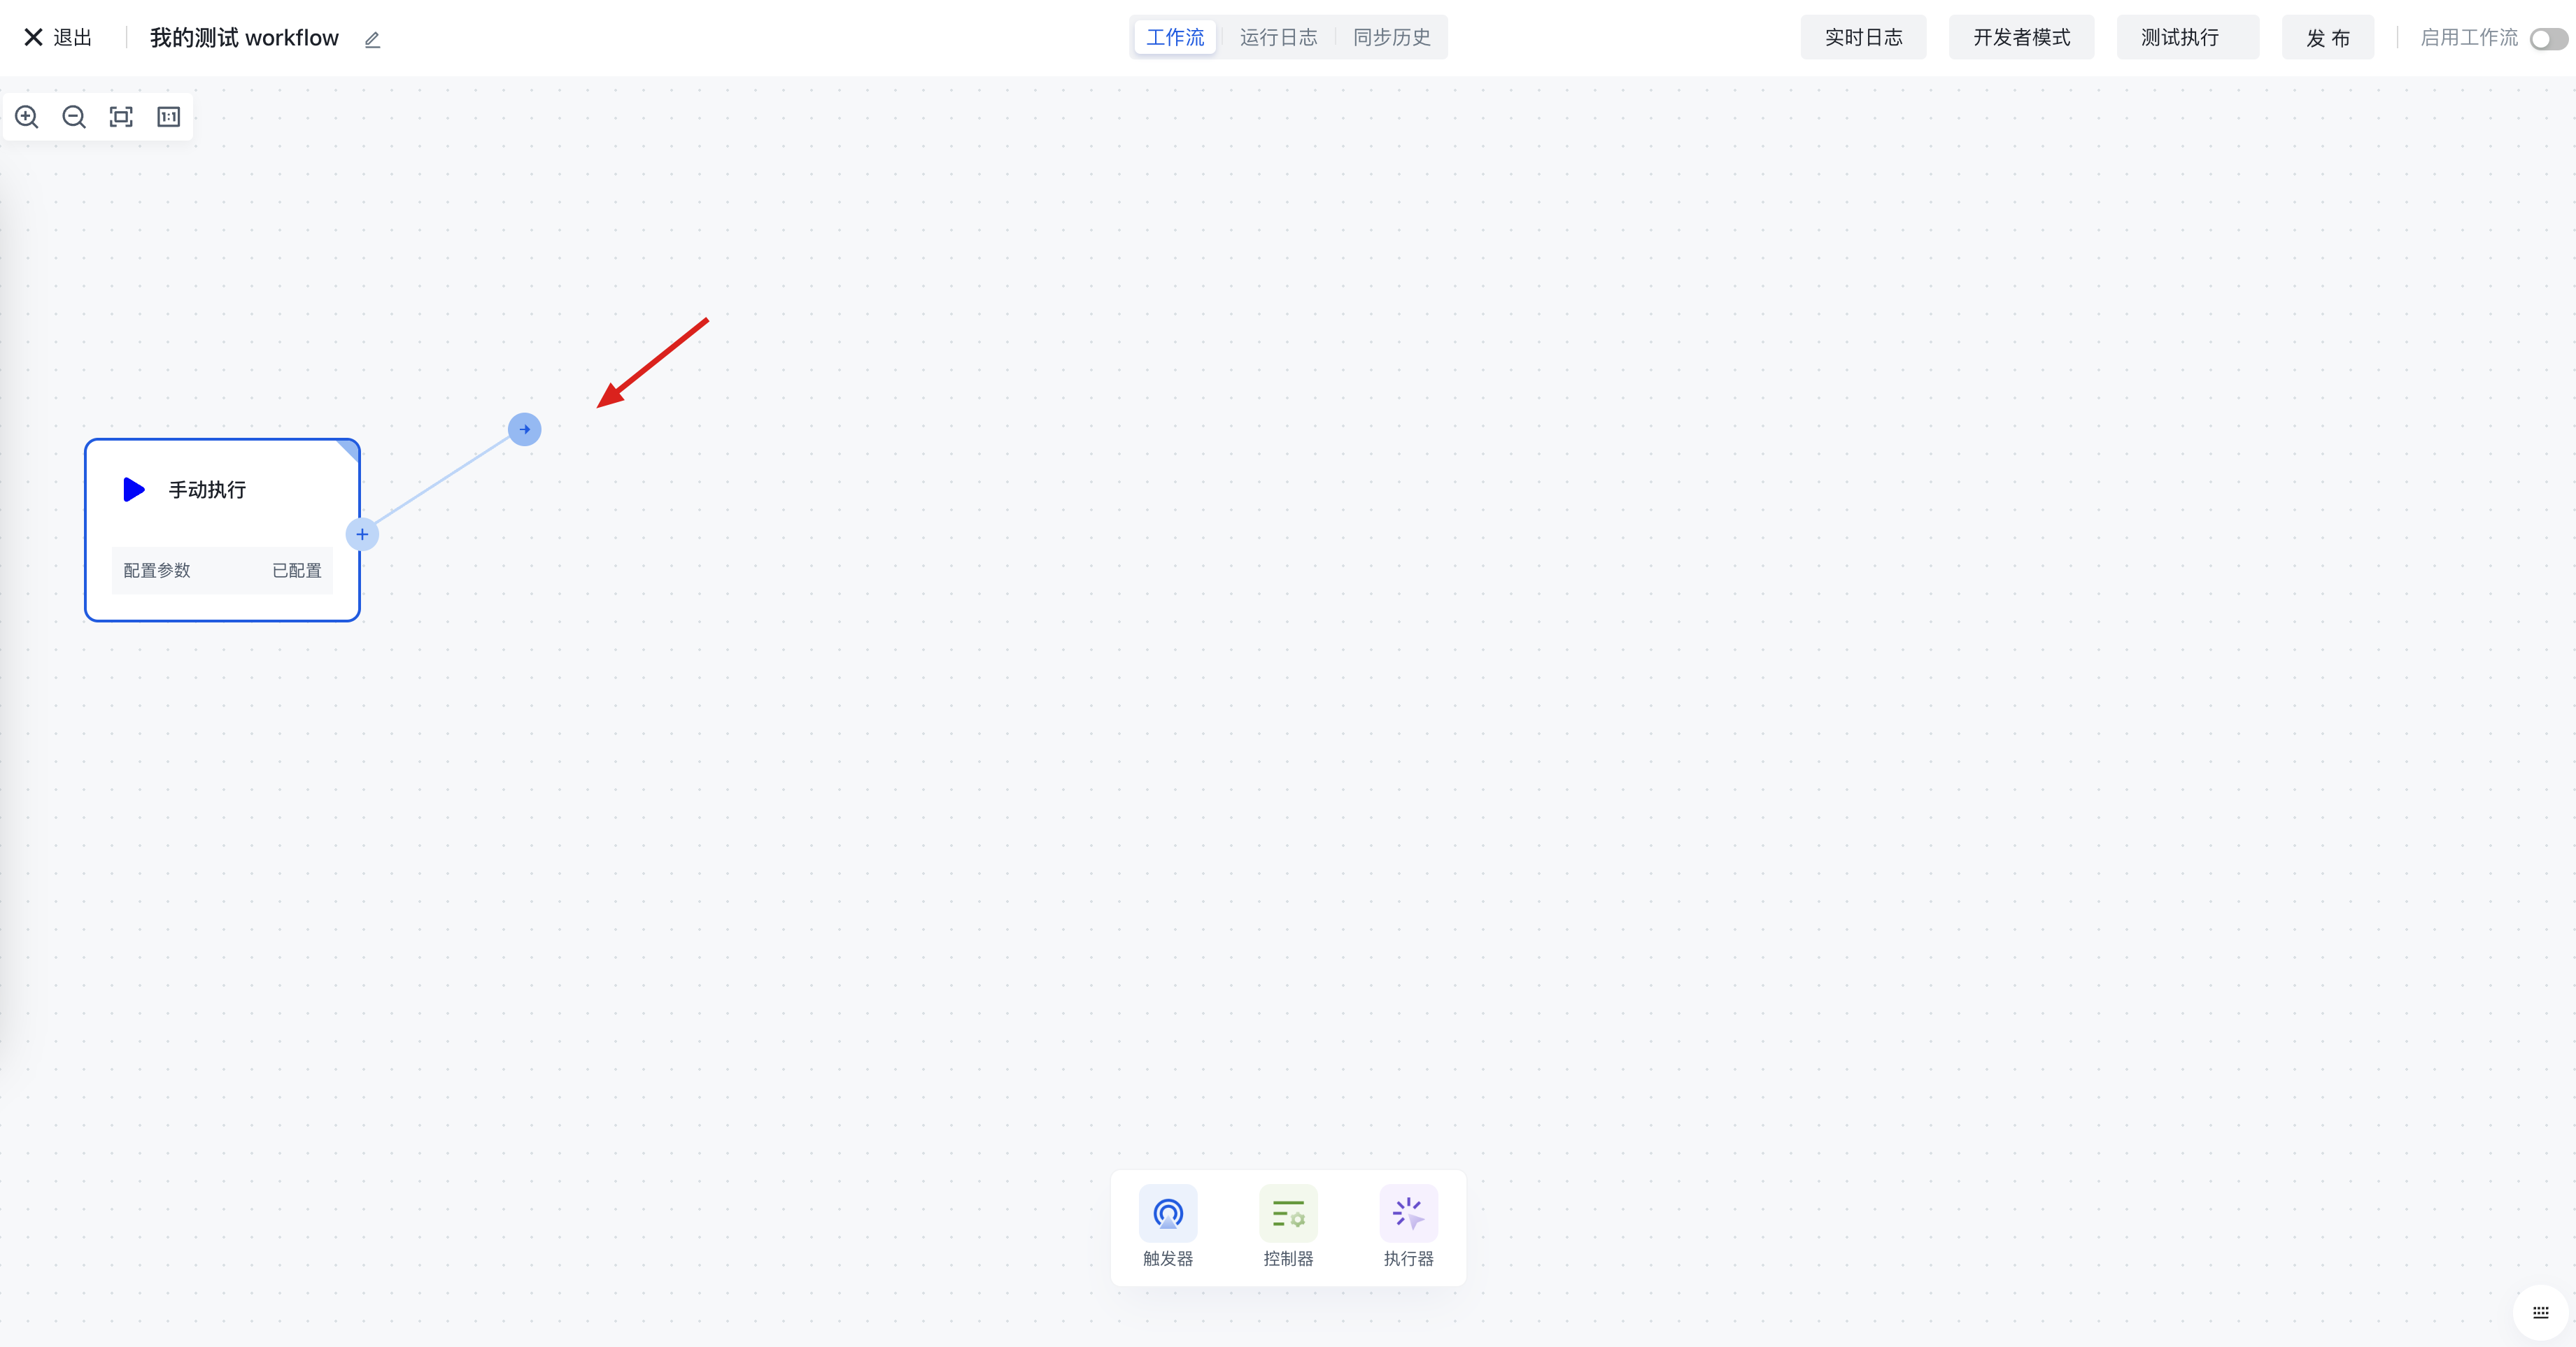 退出
我的测试 workflow
工作流
运行日志
同步历史
实时日志
开发者模式
测试执行
发 布
启用工作流
1:1
手动执行
配置参数
已配置
触发器
控制器
执行器